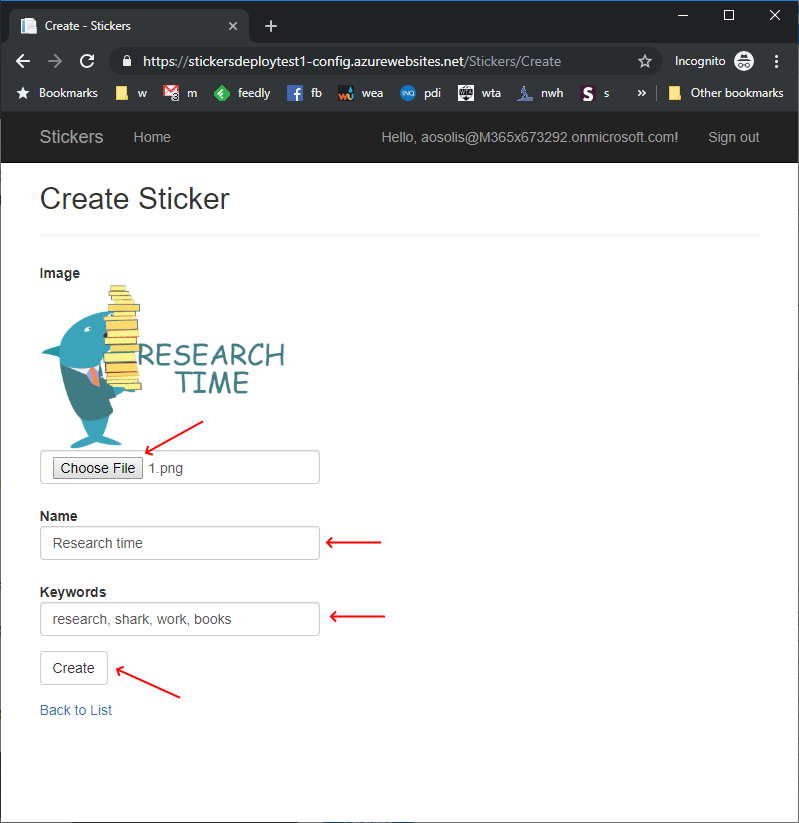 Create - Stickers
https://stickersdeploytest1-config.azurewebsites.net/Stickers/Create
Incognito
Bookmarks w m feedly fb wea pdi wta nwh s » Other bookmarks
Stickers Home Hello, aosolis@M365x673292.onmicrosoft.com! Sign out
Create Sticker
Image
RESEARCH
TIME
Choose File 1.png
Name
Research time
Keywords
research, shark, work, books
Create
Back to List